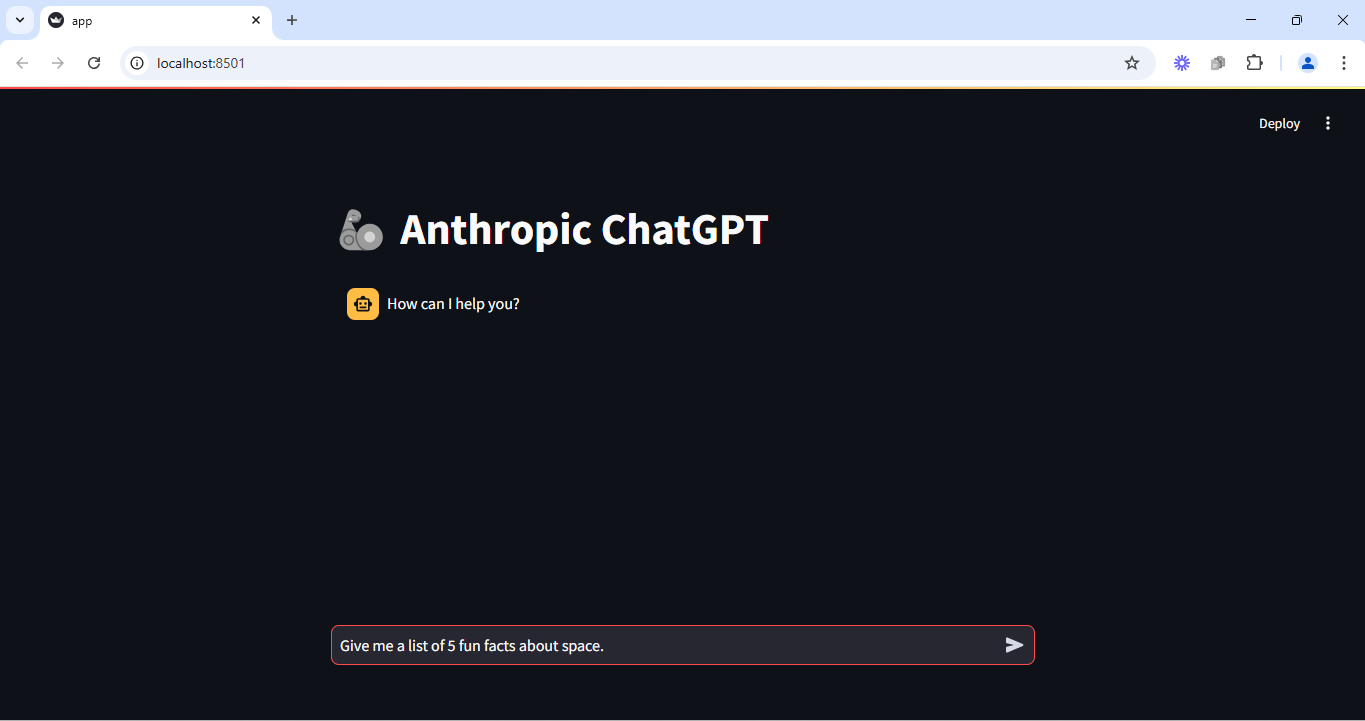 app
localhost:8501
Deploy
Anthropic ChatGPT
How can I help you?
Give me a list of 5 fun facts about space.